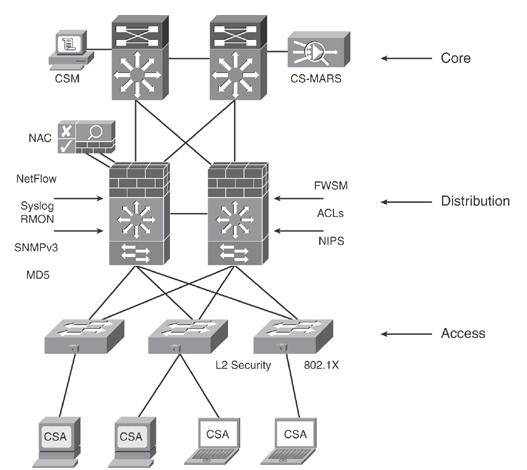 CSM
CS-MARS
Core
NAC
NetFlow
Syslog
RMON
SNMPv3
MD5
FWSM
ACLs
NIPS
Distribution
Access
L2 Security
802.1X
CSA
CSA
CSA
CSA